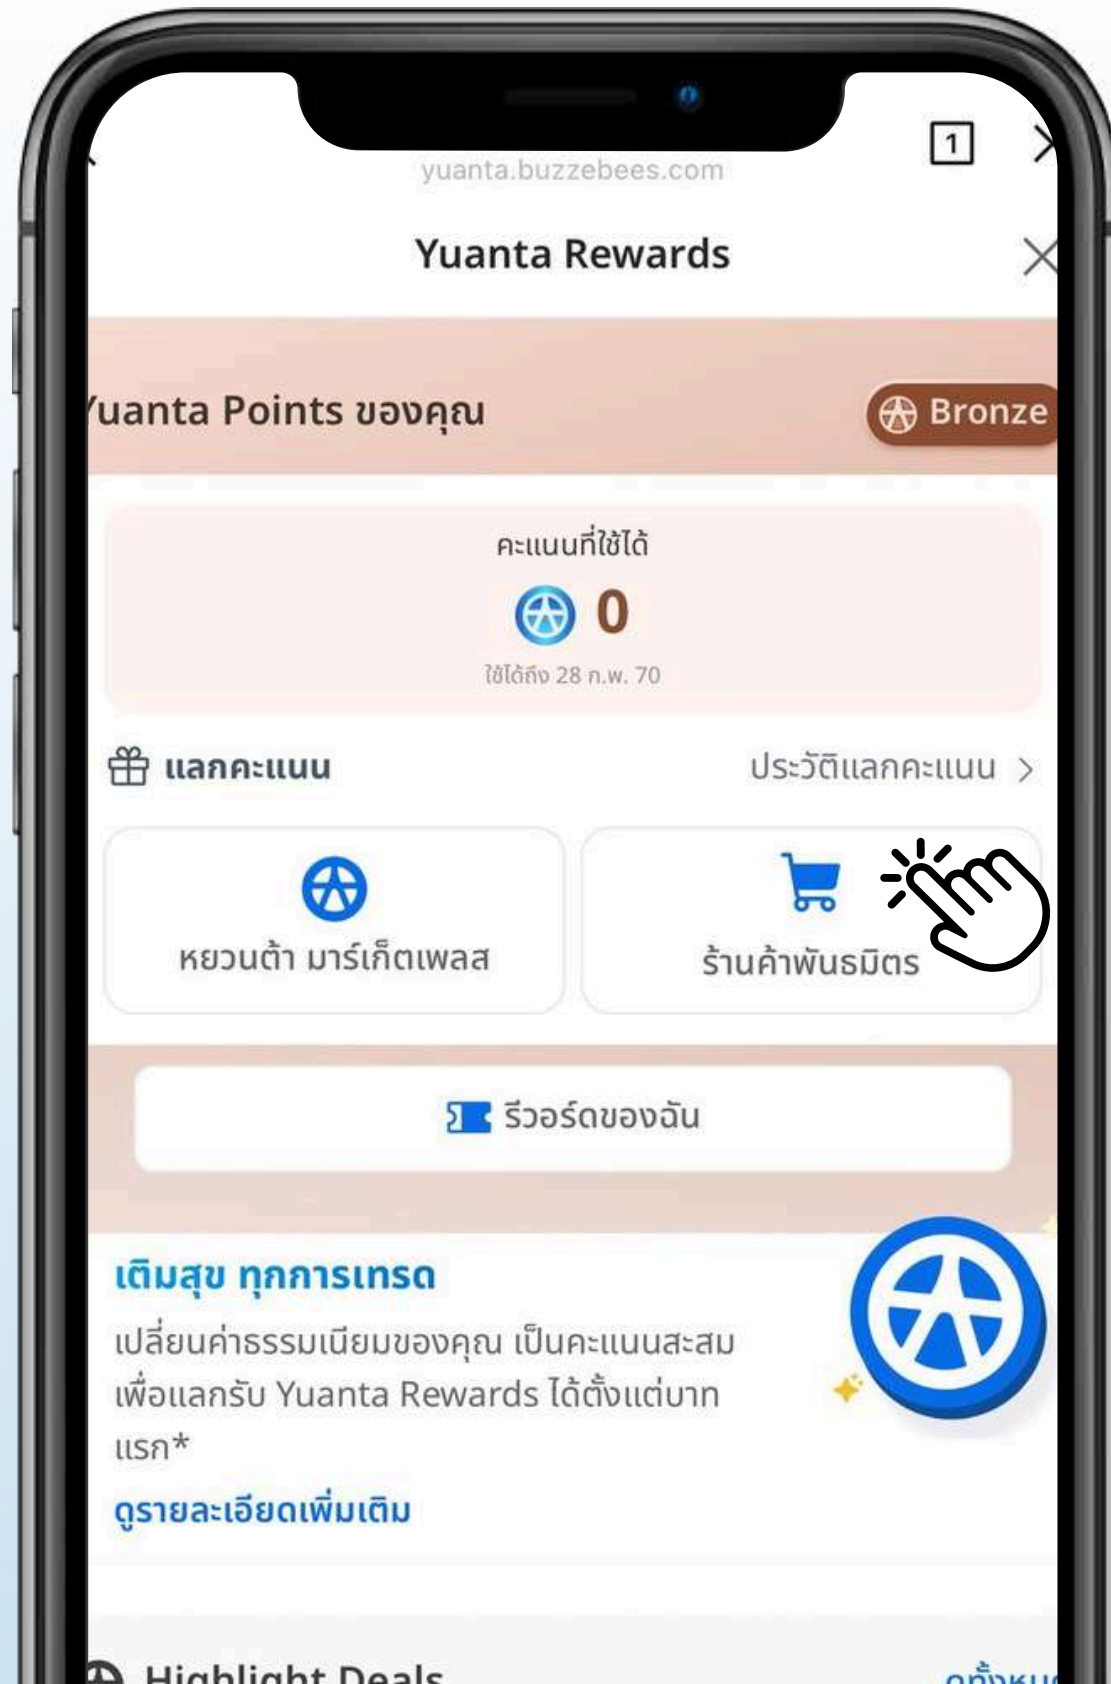 1
yuanta.buzzebees.com
Yuanta Rewards
Yuanta Points ของคุณ
Bronze
คะแนนที่ใช้ได้
0
ใช้ได้ถึง 28 ก.พ. 70
แลกคะแนน
ประวัติแลกคะแนน
หยวนต้า มาร์เก็ตเพลส
ร้านค้าพันธมิตร
รีวอร์ดของฉัน
เติมสุข ทุกการเทรด
เปลี่ยนค่าธรรมเนียมของคุณ เป็นคะแนนสะสม
เพื่อแลกรับ Yuanta Rewards ได้ตั้งแต่บาท
แรก*
ดูรายละเอียดเพิ่มเติม
Highlight Deals
ดูทั้งหมด